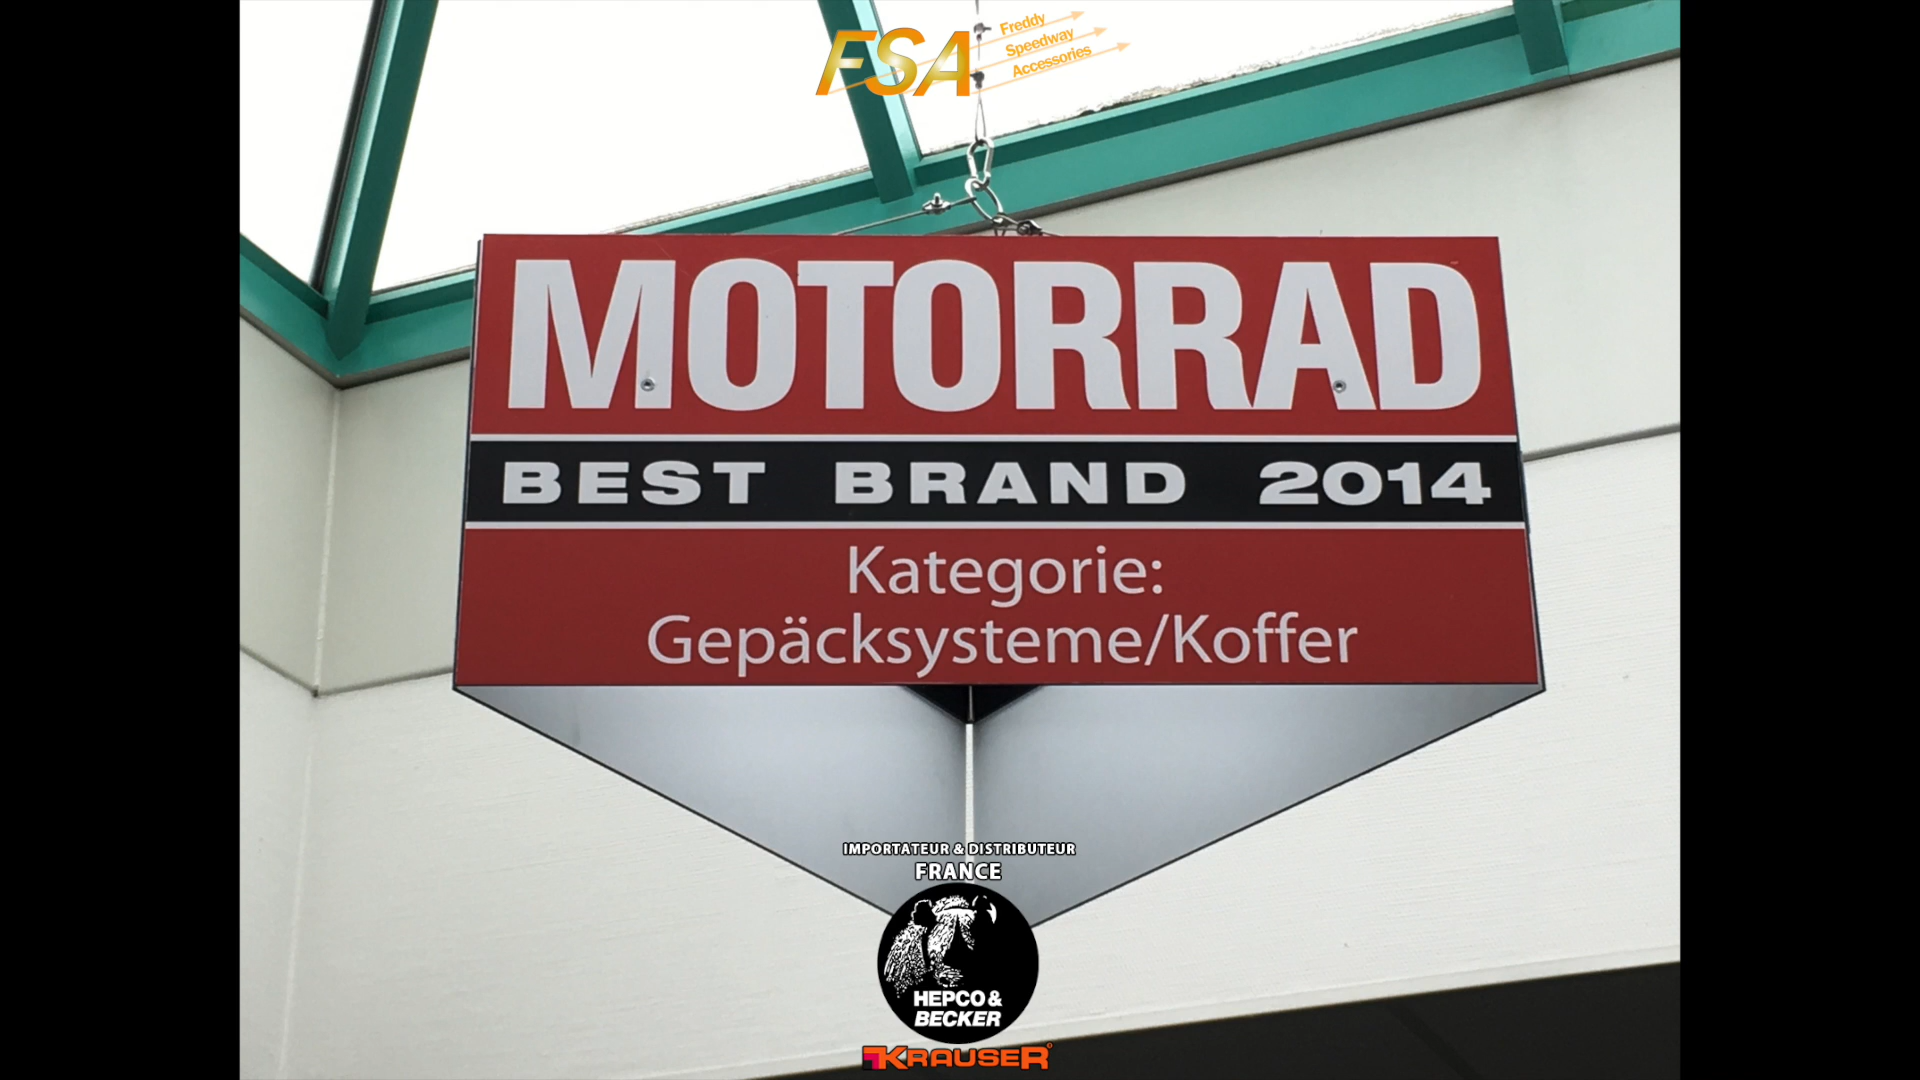 FSA
Freddy
Speedway
Accessories
MOTORRAD
BEST BRAND 2014
Kategorie:
Gepäcksysteme/Koffer
IMPORTATEUR & DISTRIBUTEUR
FRANCE
HEPCO &
BECKER
KRAUSER